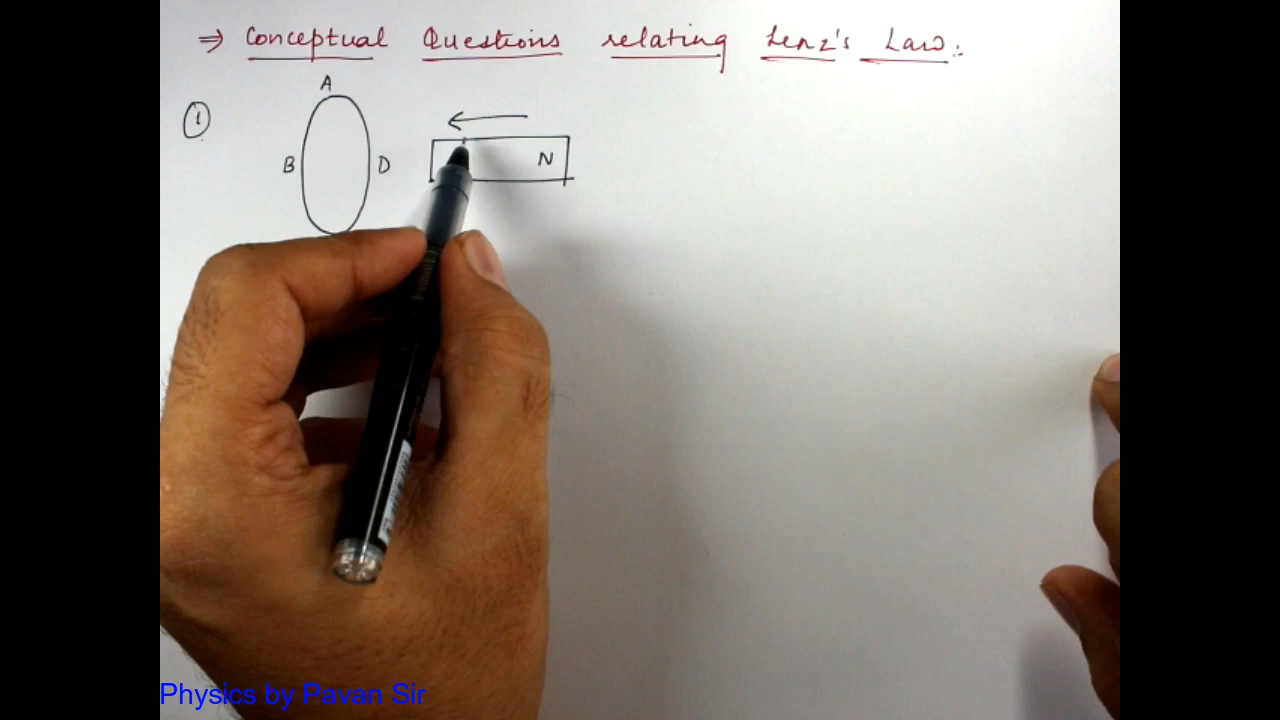 ⇒ Conceptual Questions relating Lenz's Law:
1
A
B D
N
Physics by Pavan Sir